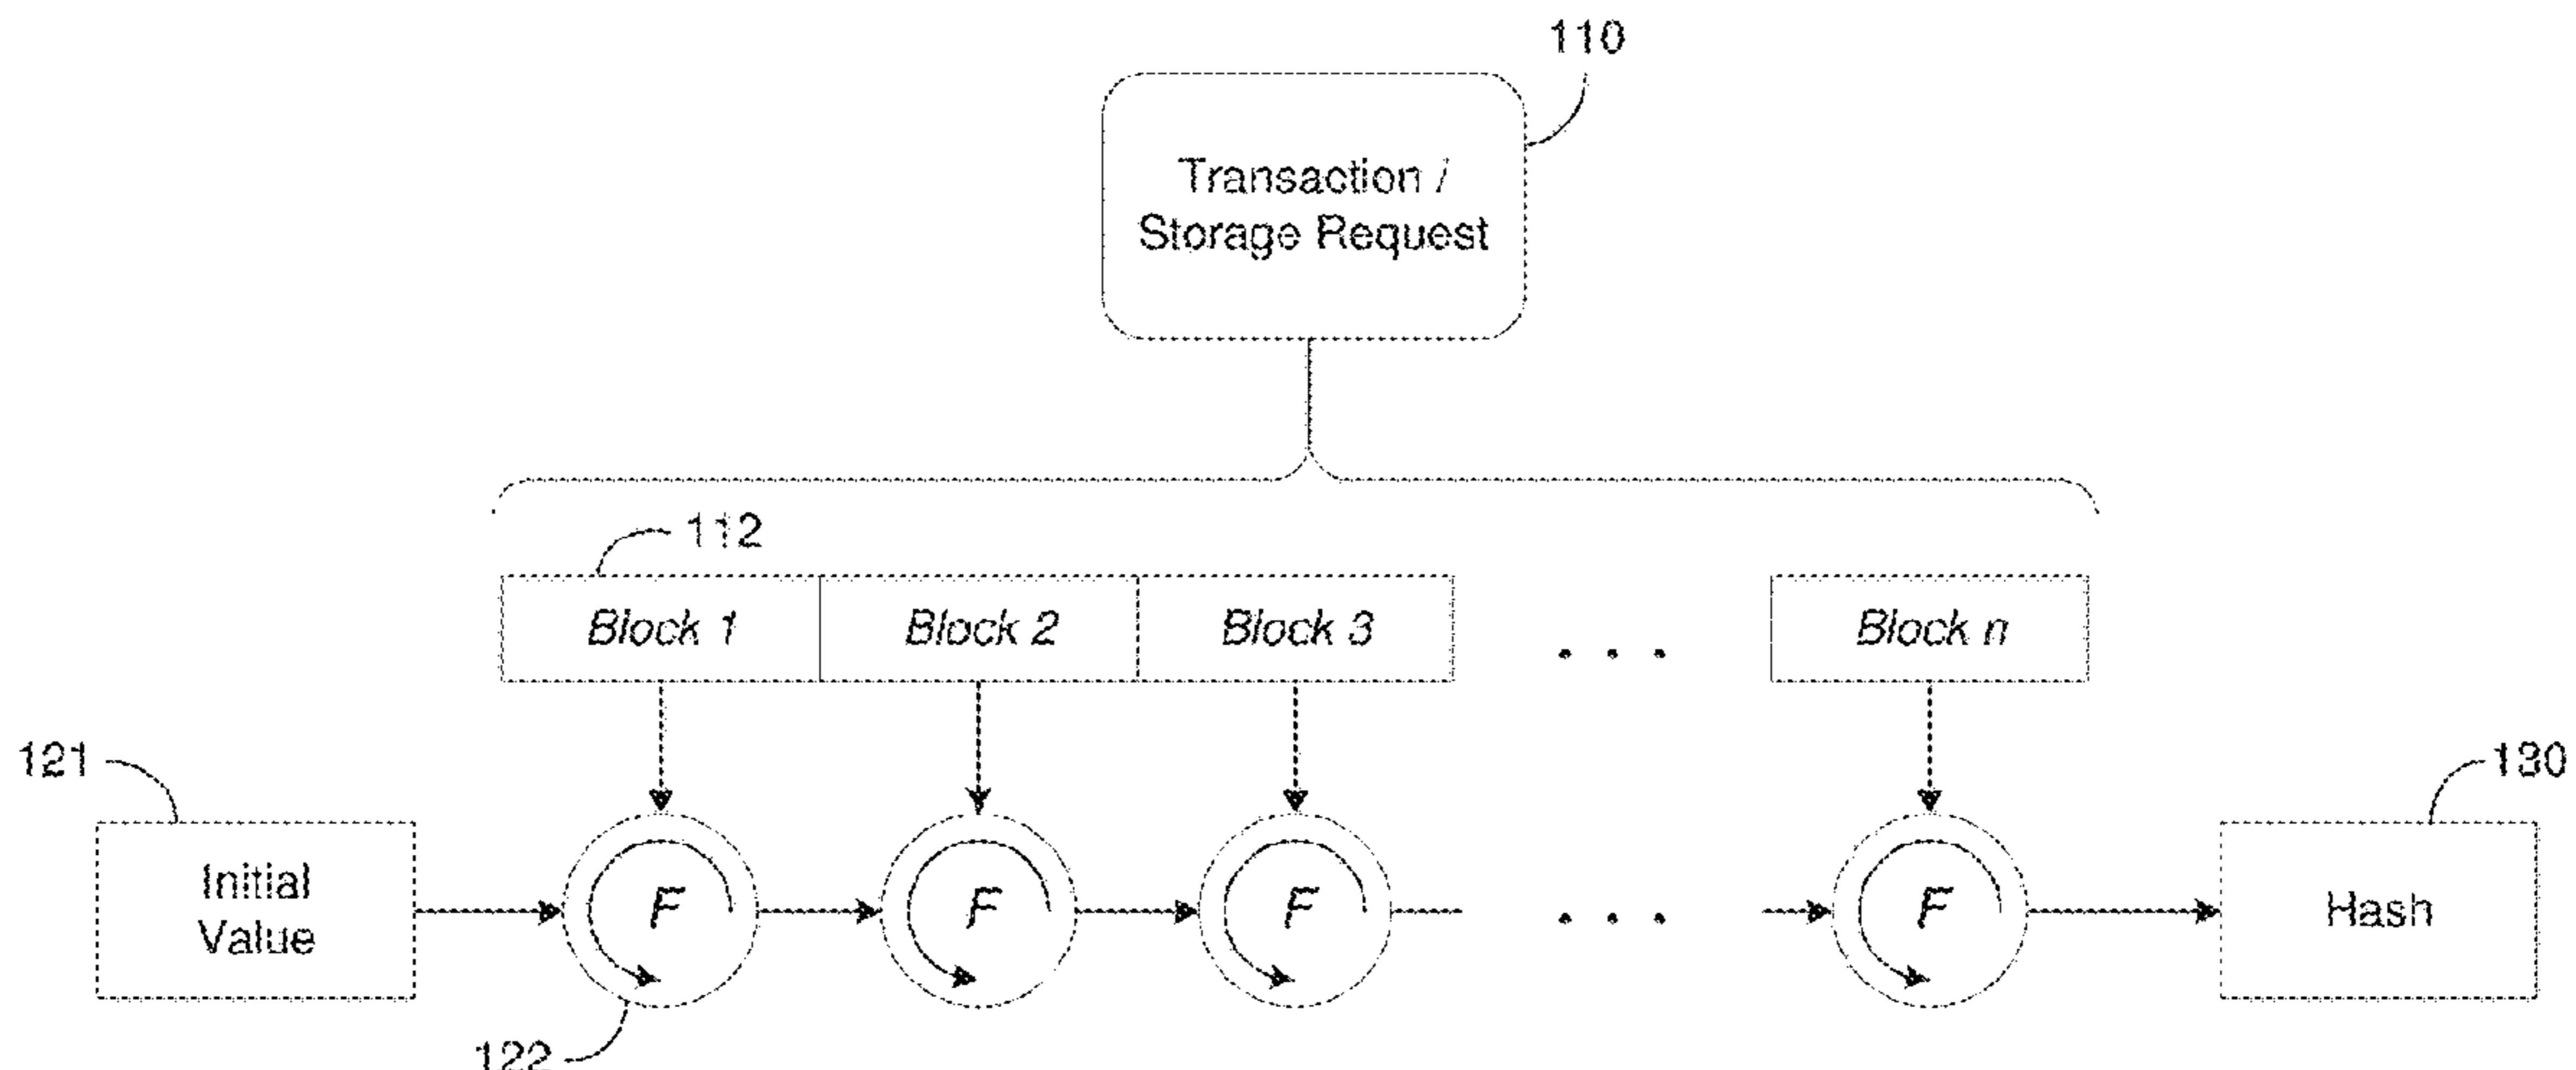 110
Transaction /
Storage Request
112
Block 1 Block 2 Block 3 . . . Block n
121
130
Initial
Value
F F F . . . F
Hash
122